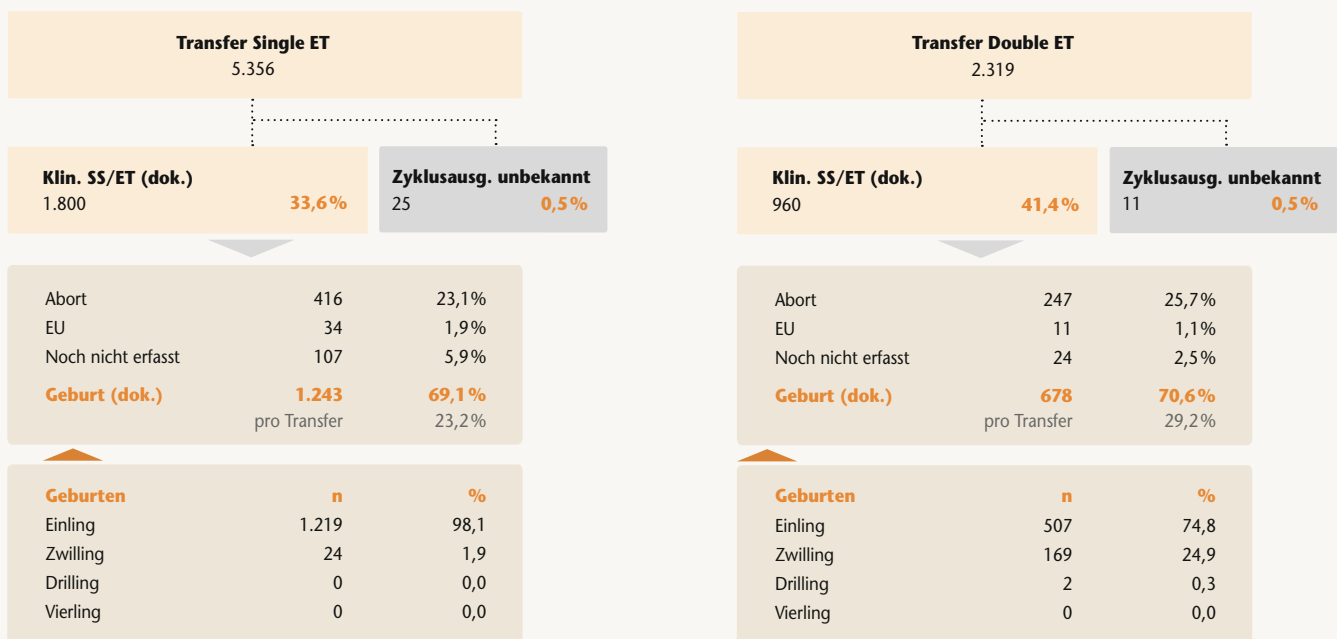 Transfer Single ET
5.356
Klin. SS/ET (dok.)
1.800 33,6%
Zyklusausg. unbekannt
25 0,5%
Abort 416 23,1%
EU 34 1,9%
Noch nicht erfasst 107 5,9%
Geburt (dok.) 1.243 69,1%
pro Transfer 23,2%
Geburten n %
Einling 1.219 98,1
Zwilling 24 1,9
Drilling 0 0,0
Vierling 0 0,0
Transfer Double ET
2.319
Klin. SS/ET (dok.)
960 41,4%
Zyklusausg. unbekannt
11 0,5%
Abort 247 25,7%
EU 11 1,1%
Noch nicht erfasst 24 2,5%
Geburt (dok.) 678 70,6%
pro Transfer 29,2%
Geburten n %
Einling 507 74,8
Zwilling 169 24,9
Drilling 2 0,3
Vierling 0 0,0